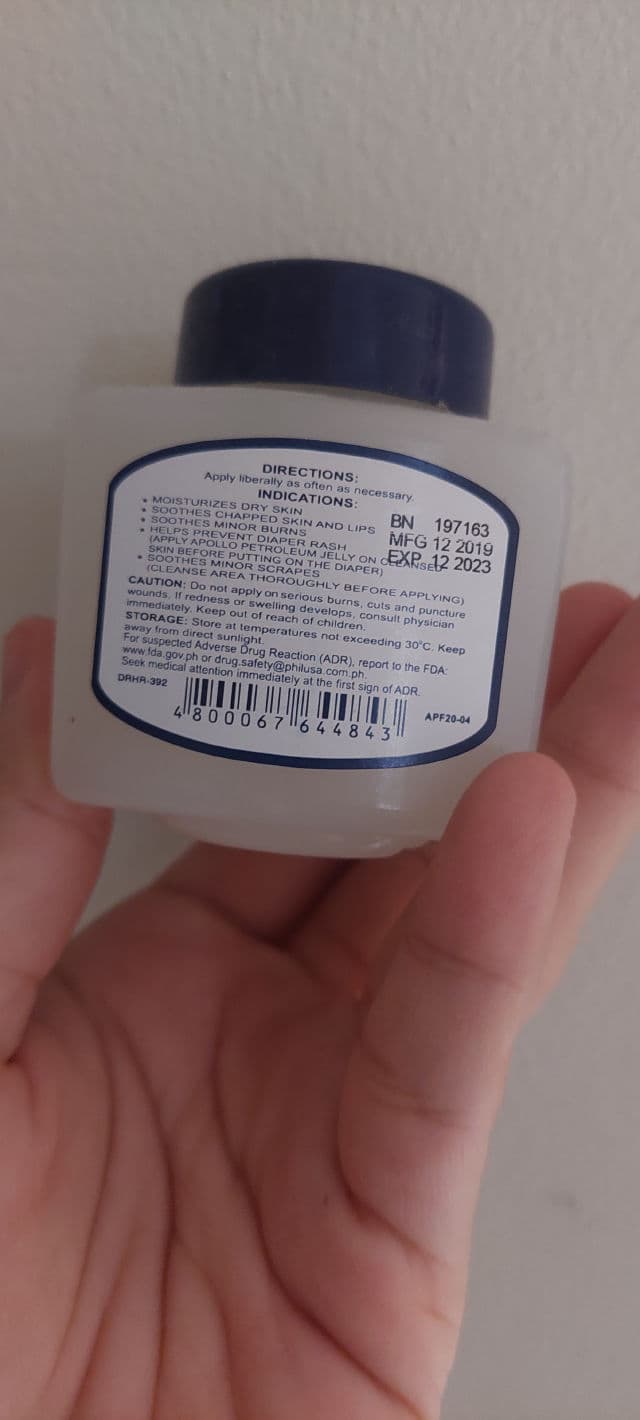 DIRECTIONS:
Apply liberally as often as necessary.
INDICATIONS:
• MOISTURIZES DRY SKIN
• SOOTHES CHAPPED SKIN AND LIPS
• SOOTHES MINOR BURNS
• HELPS PREVENT DIAPER RASH
(APPLY APOLLO PETROLEUM JELLY ON CLEANSED
SKIN BEFORE PUTTING ON THE DIAPER)
• SOOTHES MINOR SCRAPES
(CLEANSE AREA THOROUGHLY BEFORE APPLYING)
BN 197163
MFG 12 2019
EXP 12 2023
CAUTION: Do not apply on serious burns, cuts and puncture
wounds. If redness or swelling develops, consult physician
immediately. Keep out of reach of children.
STORAGE: Store at temperatures not exceeding 30°C. Keep
away from direct sunlight.
For suspected Adverse Drug Reaction (ADR), report to the FDA:
www.fda.gov.ph or drug.safety@philusa.com.ph.
Seek medical attention immediately at the first sign of ADR.
DRHR-392
4 800067 644843
APF20-04